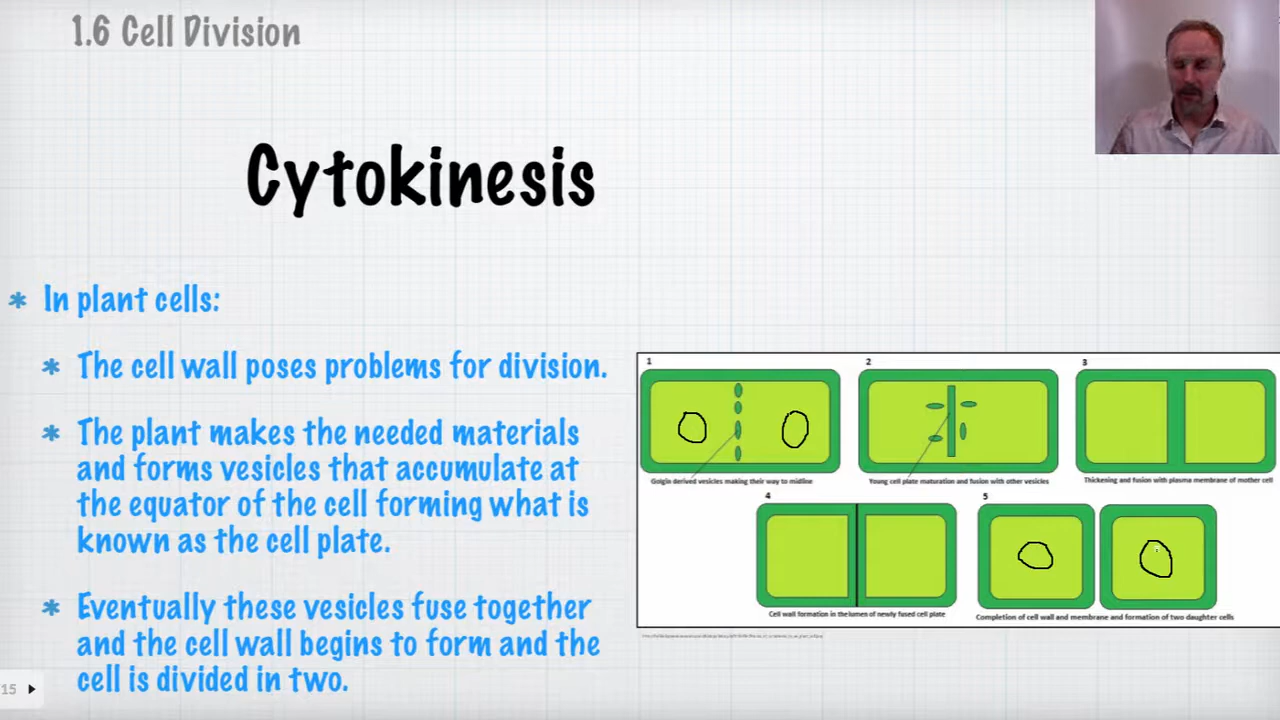 1.6 Cell Division
Cytokinesis
* In plant cells:
* The cell wall poses problems for division.
* The plant makes the needed materials
and forms vesicles that accumulate at
the equator of the cell forming what is
known as the cell plate.
* Eventually these vesicles fuse together
and the cell wall begins to form and the
cell is divided in two.
1
2
3
Golgin derived vesicles making their way to midline
Young cell plate maturation and fusion with other vesicles
Thickening and fusion with plasma membrane of mother cell
4
5
Cell wall formation in the lumen of newly fused cell plate
Completion of cell wall and membrane and formation of two daughter cells
15